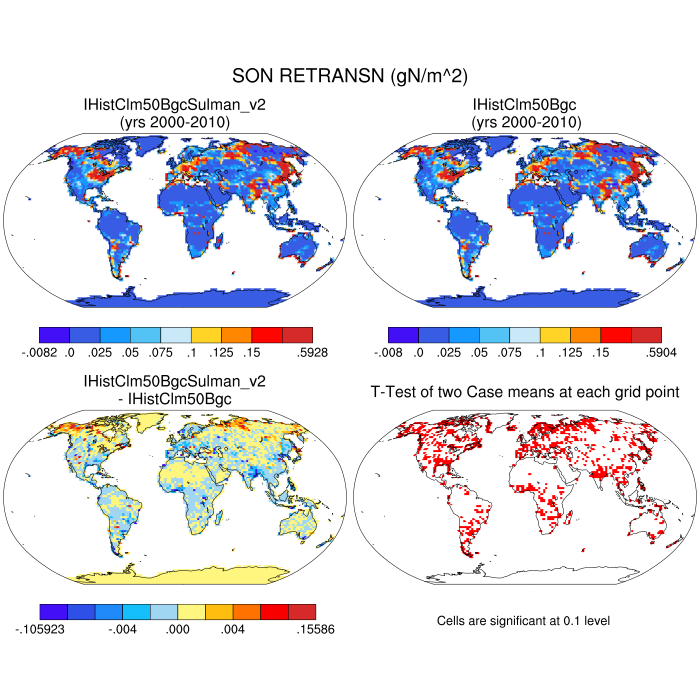 SON RETRANSN (gN/m^2)
IHistClm50BgcSulman_v2
(yrs 2000-2010)
IHistClm50Bgc
(yrs 2000-2010)
-.0082 .0 .025 .05 .075 .1 .125 .15 .5928
-.008 .0 .025 .05 .075 .1 .125 .15 .5904
IHistClm50BgcSulman_v2
- IHistClm50Bgc
T-Test of two Case means at each grid point
-.105923 -.004 .000 .004 .15586
Cells are significant at 0.1 level